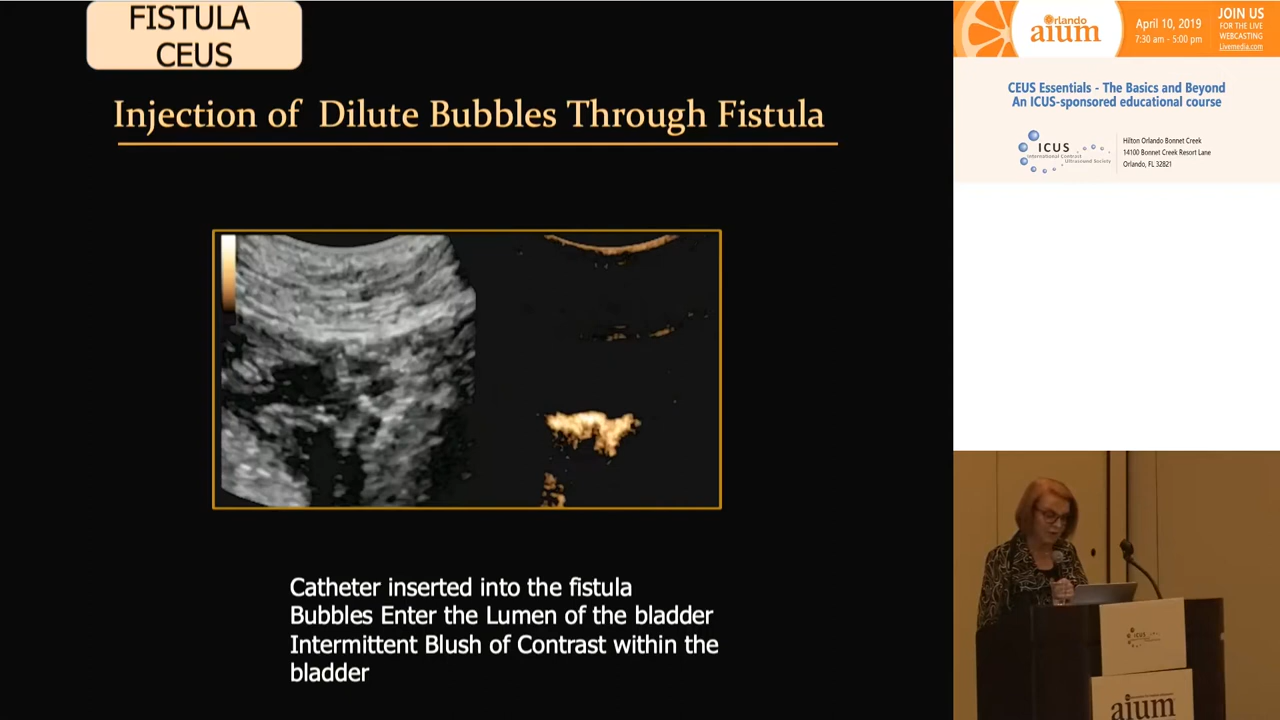 FISTULA
CEUS
Injection of Dilute Bubbles Through Fistula
Catheter inserted into the fistula
Bubbles Enter the Lumen of the bladder
Intermittent Blush of Contrast within the
bladder
Orlando
aium
April 10, 2019
7:30 am - 5:00 pm
JOIN US
FOR THE LIVE
WEBCASTING
Livemedia.com
CEUS Essentials - The Basics and Beyond
An ICUS-sponsored educational course
ICUS
International Contrast
Ultrasound Society
Hilton Orlando Bonnet Creek
14100 Bonnet Creek Resort Lane
Orlando, FL 32821
ICUS
aium